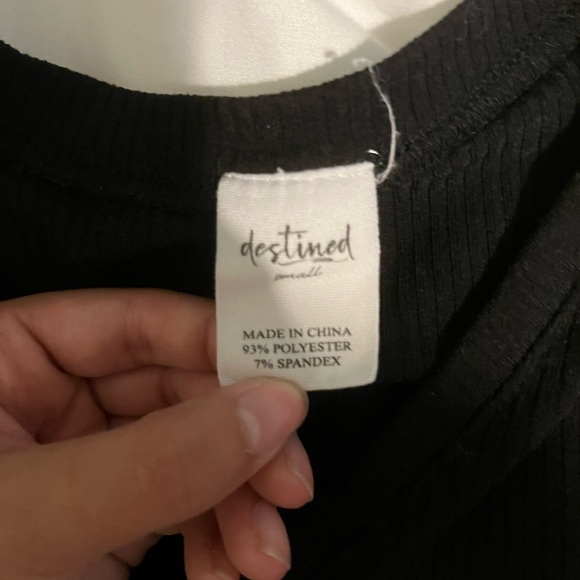 destined
small
MADE IN CHINA
93% POLYESTER
7% SPANDEX